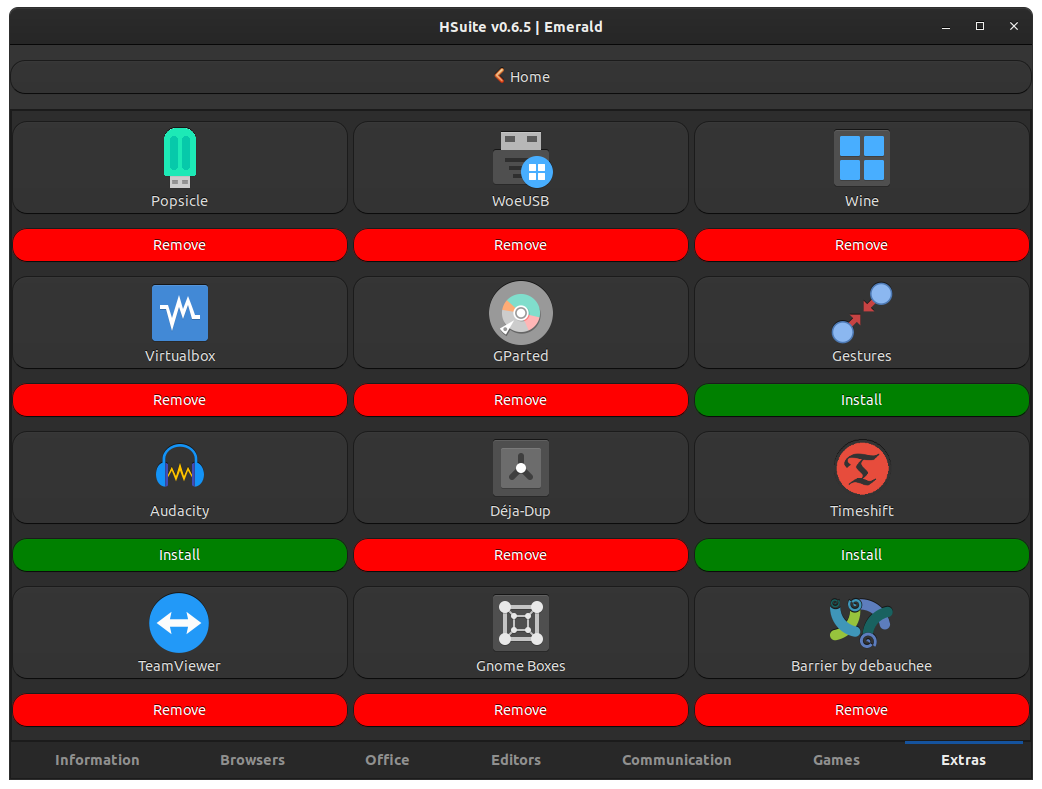 HSuite v0.6.5 | Emerald
Home
Popsicle
WoeUSB
Wine
Remove
Remove
Remove
Virtualbox
GParted
Gestures
Remove
Remove
Install
Audacity
Déja-Dup
Timeshift
Install
Remove
Install
TeamViewer
Gnome Boxes
Barrier by debauchee
Remove
Remove
Remove
Information
Browsers
Office
Editors
Communication
Games
Extras